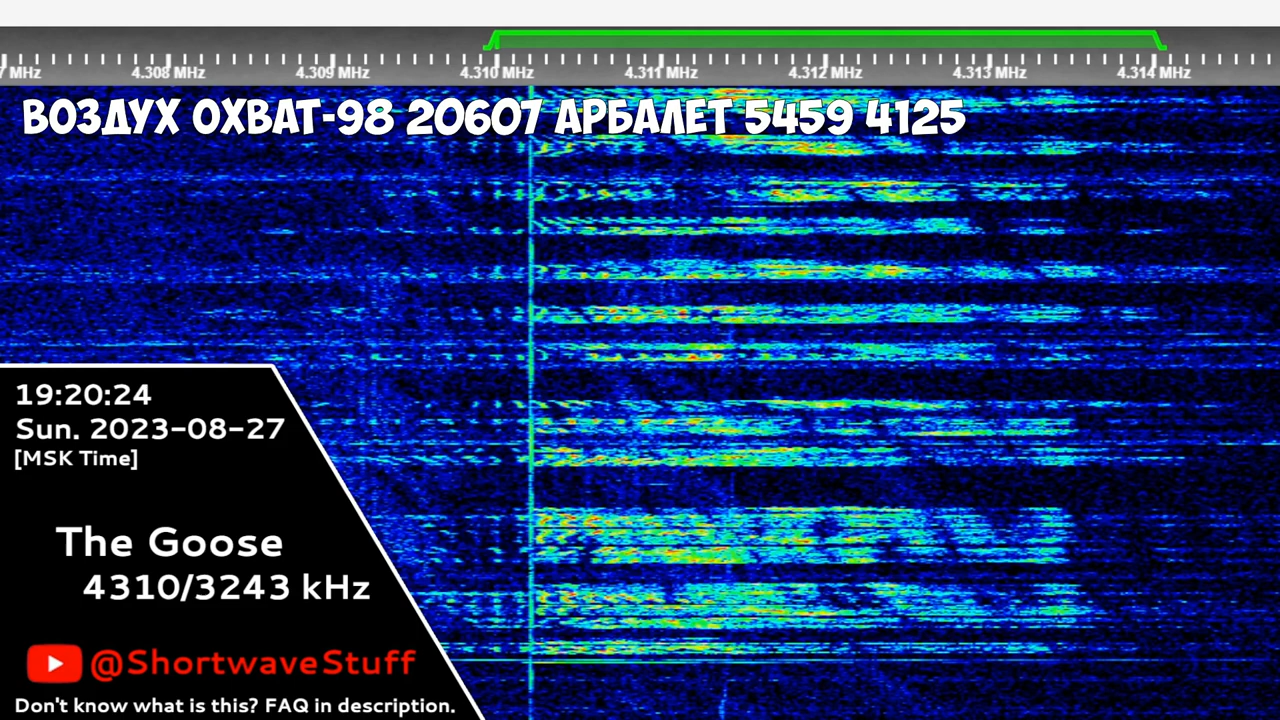 7 MHz 4.308 MHz 4.309 MHz 4.310 MHz 4.311 MHz 4.312 MHz 4.313 MHz 4.314 MHz
ВОЗДУХ ОХВАТ-98 20607 АРБАЛЕТ 5459 4125
19:20:24
Sun. 2023-08-27
[MSK Time]
The Goose
4310/3243 kHz
@ShortwaveStuff
Don't know what is this? FAQ in description.